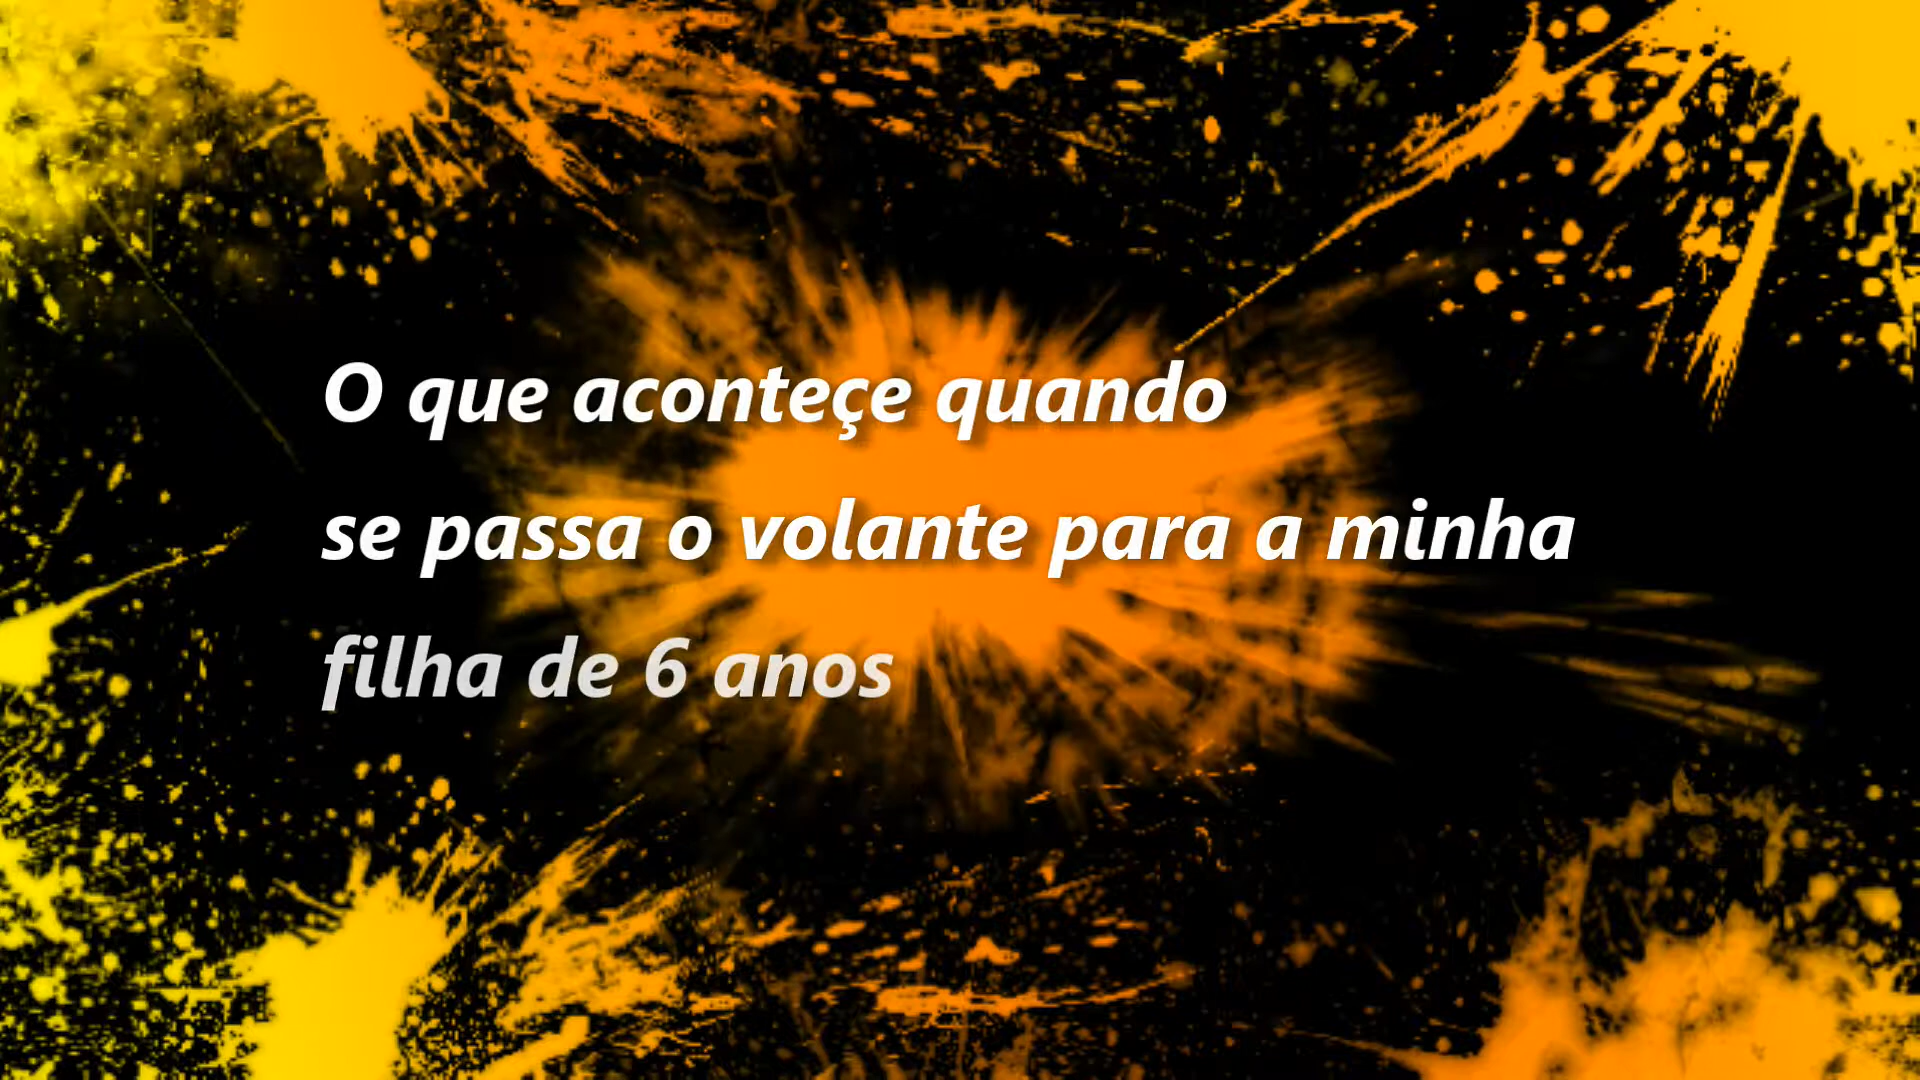 O que aconteçe quando
se passa o volante para a minha
filha de 6 anos